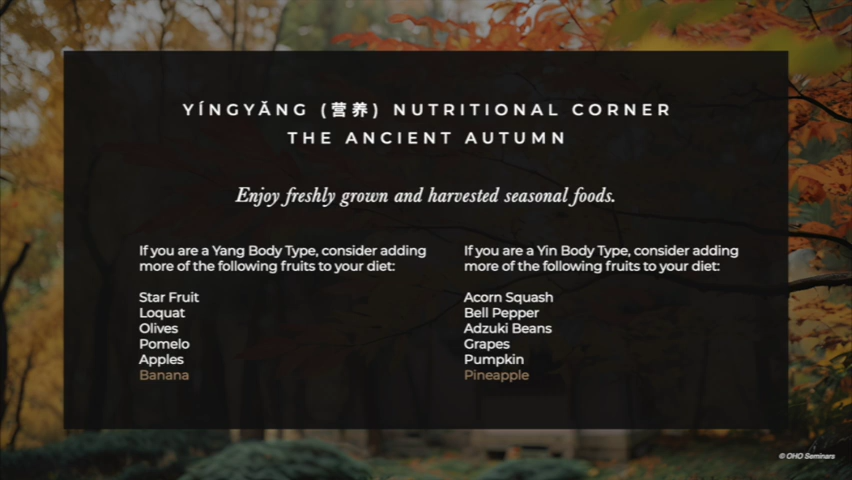 YÍNGYǍNG (营养) NUTRITIONAL CORNER
THE ANCIENT AUTUMN
Enjoy freshly grown and harvested seasonal foods.
If you are a Yang Body Type, consider adding
more of the following fruits to your diet:
Star Fruit
Loquat
Olives
Pomelo
Apples
Banana
If you are a Yin Body Type, consider adding
more of the following fruits to your diet:
Acorn Squash
Bell Pepper
Adzuki Beans
Grapes
Pumpkin
Pineapple
© OHO Seminars